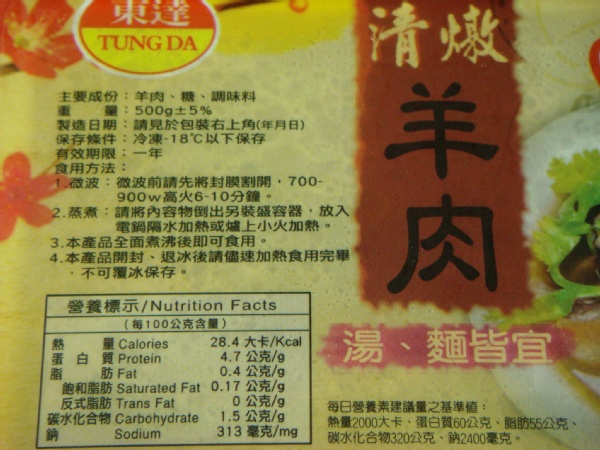 東達
TUNG DA
清燉
羊肉
湯、麵皆宜
主要成份：羊肉、糖、調味料
重量：500g±5%
製造日期：請見於包裝右上角(年月日)
保存條件：冷凍-18℃以下保存
有效期限：一年
食用方法：
1.微波：微波前請先將封膜割開，700-
900w高火6-10分鐘。
2.蒸煮：請將內容物倒出另裝盛容器，放入
電鍋隔水加熱或爐上小火加熱。
3.本產品全面煮沸後即可食用。
4.本產品開封、退冰後請儘速加熱食用完畢
，不可覆冰保存。
營養標示/Nutrition Facts
(每100公克含量)
熱量 Calories 28.4 大卡/Kcal
蛋白質 Protein 4.7 公克/g
脂肪 Fat 0.4 公克/g
飽和脂肪 Saturated Fat 0.17 公克/g
反式脂肪 Trans Fat 0 公克/g
碳水化合物 Carbohydrate 1.5 公克/g
鈉 Sodium 313 毫克/mg
每日營養素建議量之基準值：
熱量2000大卡、蛋白質60公克、脂肪55公克、
碳水化合物320公克、鈉2400毫克。